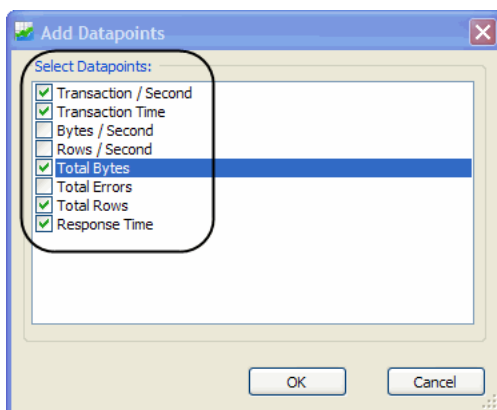 Add Datapoints
Select Datapoints:
Transaction / Second
Transaction Time
Bytes / Second
Rows / Second
Total Bytes
Total Errors
Total Rows
Response Time
OK
Cancel